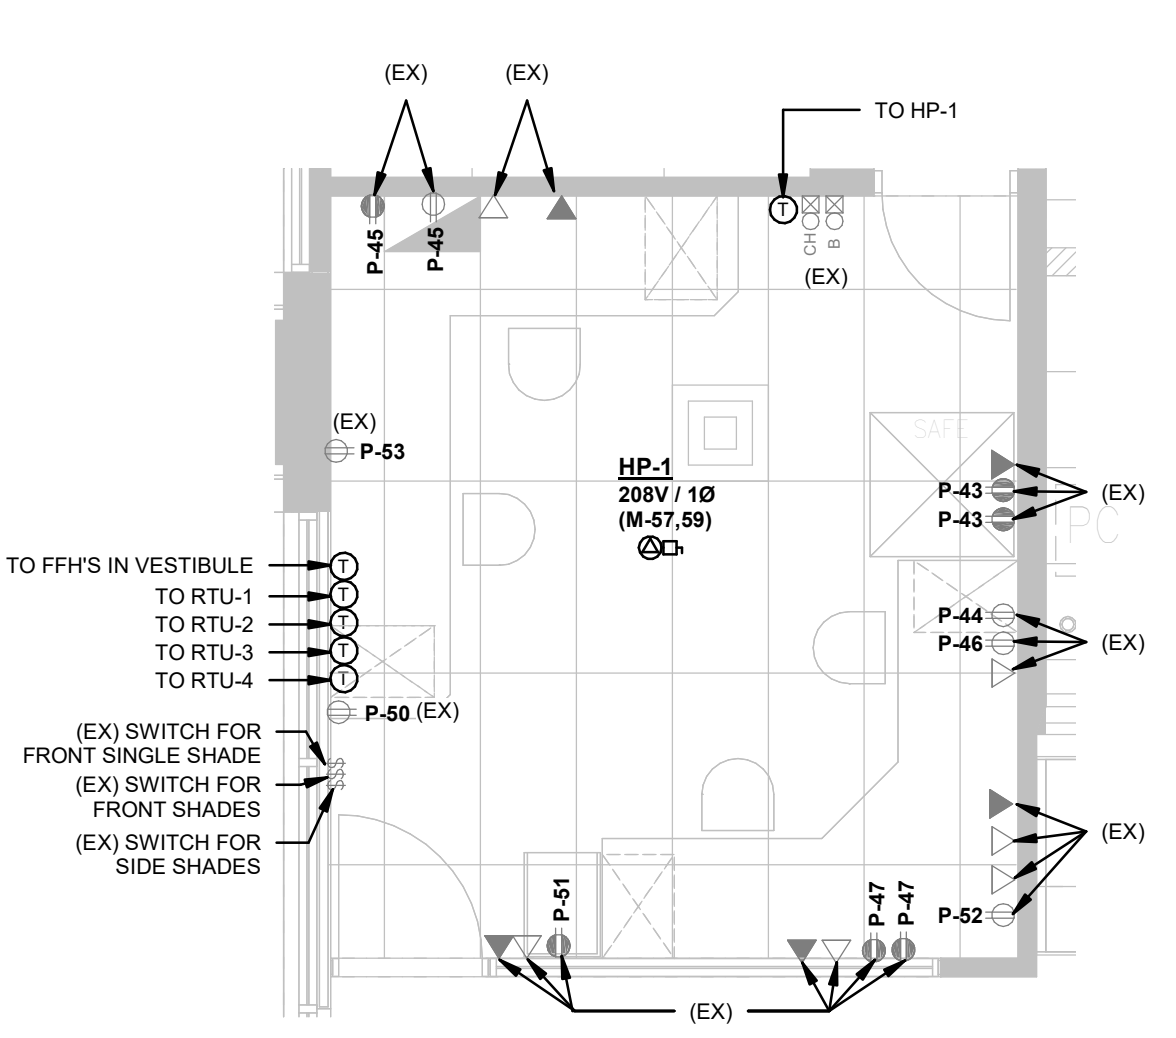 (EX)
(EX)
TO HP-1
T
CH
B
(EX)
P-45
P-45
(EX)
P-53
SAFE
HP-1
208V / 1Ø
(M-57,59)
P-43
P-43
(EX)
PC
TO FFH'S IN VESTIBULE
T
TO RTU-1
T
TO RTU-2
T
TO RTU-3
T
TO RTU-4
T
P-44
P-46
(EX)
P-50
(EX)
(EX) SWITCH FOR
FRONT SINGLE SHADE
(EX) SWITCH FOR
FRONT SHADES
(EX) SWITCH FOR
SIDE SHADES
$
$
$
(EX)
P-52
P-51
P-47
P-47
(EX)